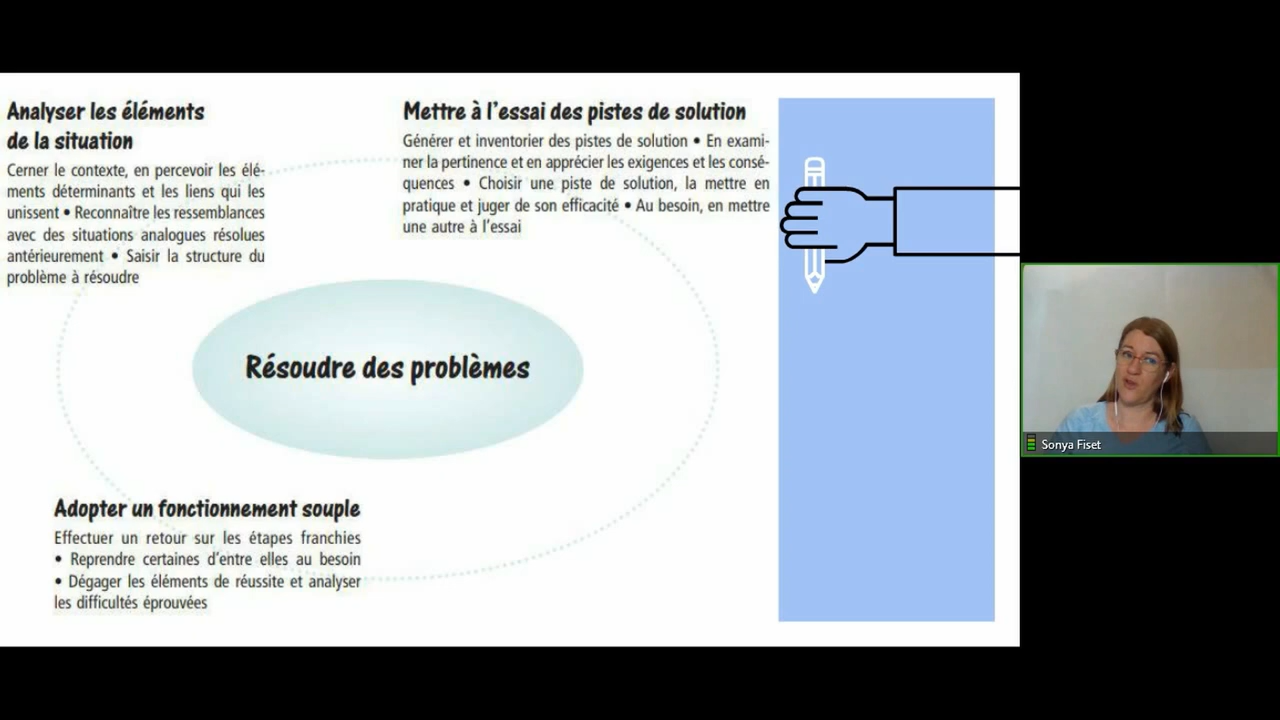 Analyser les éléments
de la situation
Cerner le contexte, en percevoir les élé-
ments déterminants et les liens qui les
unissent • Reconnaître les ressemblances
avec des situations analogues résolues
antérieurement • Saisir la structure du
problème à résoudre
Mettre à l'essai des pistes de solution
Générer et inventorier des pistes de solution • En exami-
ner la pertinence et en apprécier les exigences et les consé-
quences • Choisir une piste de solution, la mettre en
pratique et juger de son efficacité • Au besoin, en mettre
une autre à l'essai
Résoudre des problèmes
Adopter un fonctionnement souple
Effectuer un retour sur les étapes franchies
• Reprendre certaines d'entre elles au besoin
• Dégager les éléments de réussite et analyser
les difficultés éprouvées
Sonya Fiset